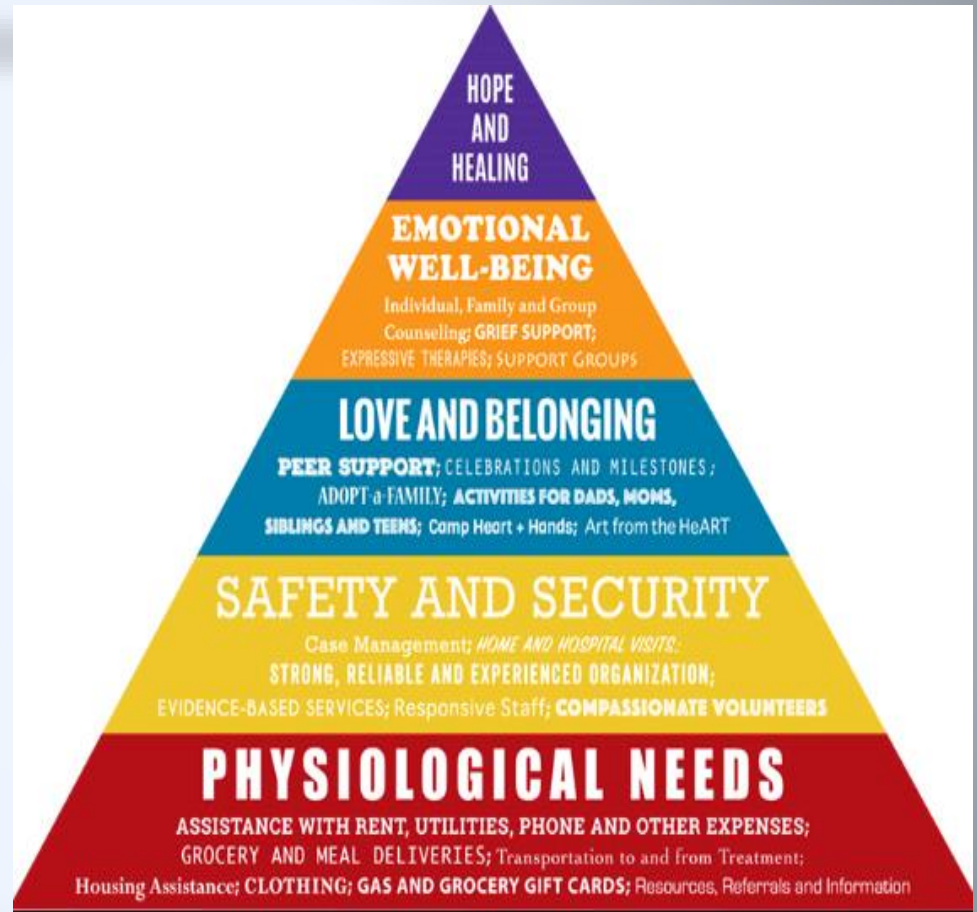 HOPE
AND
HEALING
EMOTIONAL
WELL-BEING
Individual, Family and Group
Counseling; GRIEF SUPPORT;
EXPRESSIVE THERAPIES; SUPPORT GROUPS
LOVE AND BELONGING
PEER SUPPORT; CELEBRATIONS AND MILESTONES;
ADOPT-a-FAMILY; ACTIVITIES FOR DADS, MOMS,
SIBLINGS AND TEENS; Camp Heart + Hands; Art from the HeART
SAFETY AND SECURITY
Case Management; HOME AND HOSPITAL VISITS;
STRONG, RELIABLE AND EXPERIENCED ORGANIZATION;
EVIDENCE-BASED SERVICES; Responsive Staff; COMPASSIONATE VOLUNTEERS
PHYSIOLOGICAL NEEDS
ASSISTANCE WITH RENT, UTILITIES, PHONE AND OTHER EXPENSES;
GROCERY AND MEAL DELIVERIES; Transportation to and from Treatment;
Housing Assistance; CLOTHING; GAS AND GROCERY GIFT CARDS; Resources, Referrals and Information